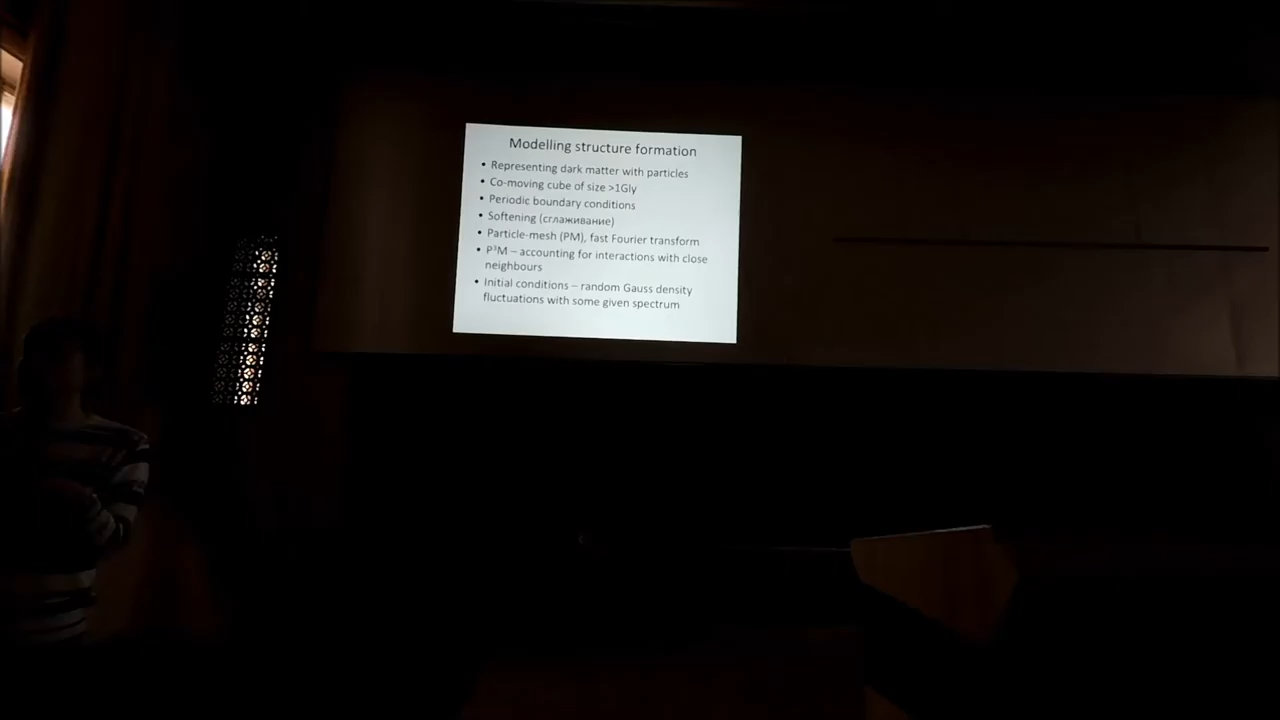 Modelling structure formation
• Representing dark matter with particles
• Co-moving cube of size >1Gly
• Periodic boundary conditions
• Softening (сглаживание)
• Particle-mesh (PM), fast Fourier transform
• P³M – accounting for interactions with close
neighbours
• Initial conditions – random Gauss density
fluctuations with some given spectrum